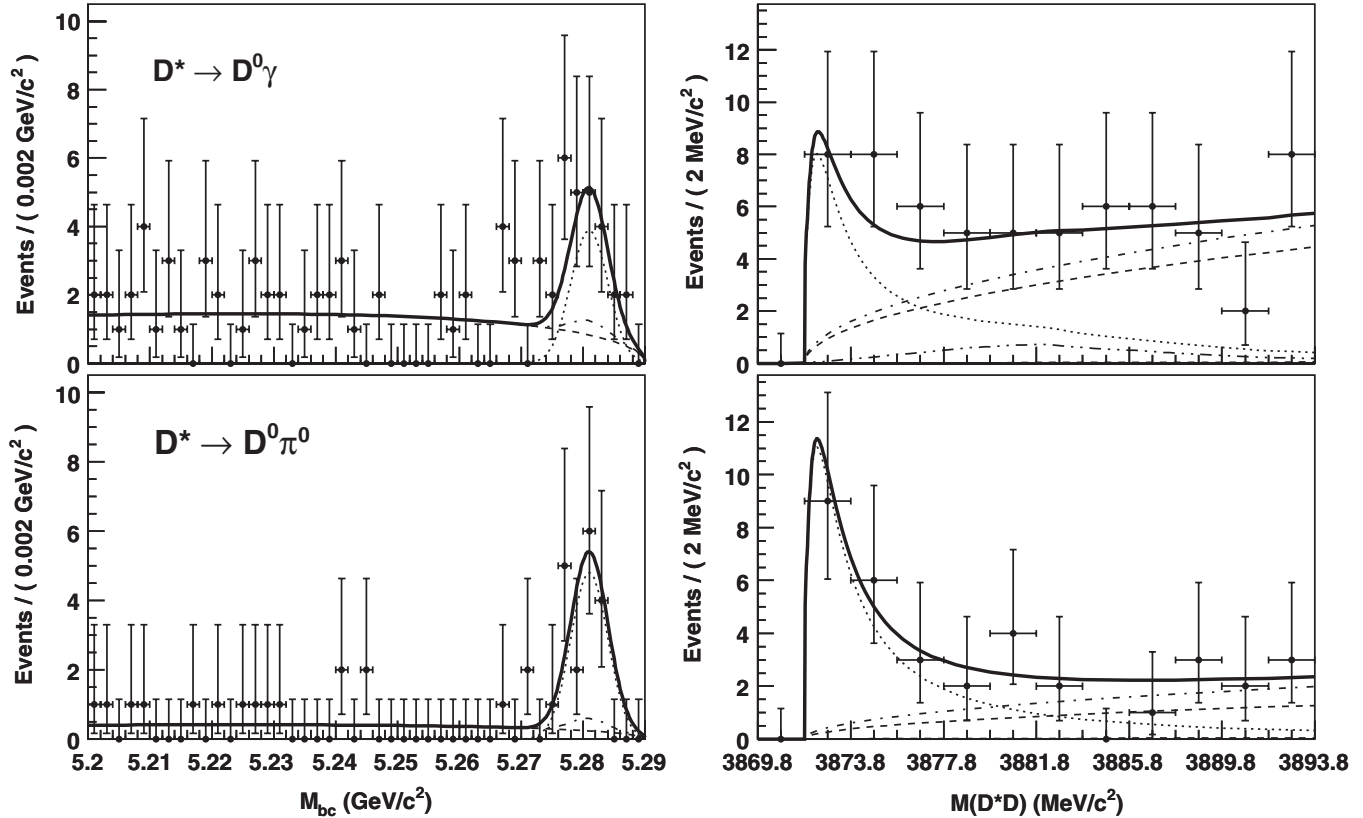 Events / ( 0.002 GeV/c²)
10
8
6
4
2
0
D* → D⁰γ
Events / ( 2 MeV/c² )
12
10
8
6
4
2
0
Events / ( 0.002 GeV/c²)
10
8
6
4
2
0
D* → D⁰π⁰
5.2 5.21 5.22 5.23 5.24 5.25 5.26 5.27 5.28 5.29
M_bc (GeV/c²)
Events / ( 2 MeV/c² )
12
10
8
6
4
2
0
3869.8 3873.8 3877.8 3881.8 3885.8 3889.8 3893.8
M(D*D) (MeV/c²)